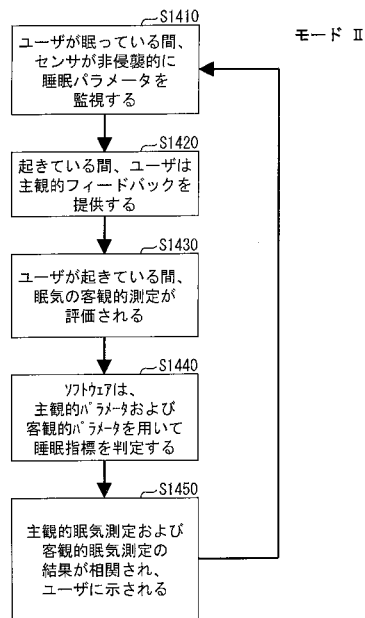 S1410
モード Ⅱ
ユーザが眠っている間、
センサが非侵襲的に
睡眠パラメータを
監視する
S1420
起きている間、ユーザは
主観的フィードバックを
提供する
S1430
ユーザが起きている間、
眠気の客観的測定が
評価される
S1440
ソフトウェアは、
主観的パラメータおよび
客観的パラメータを用いて
睡眠指標を判定する
S1450
主観的眠気測定および
客観的眠気測定の
結果が相関され、
ユーザに示される